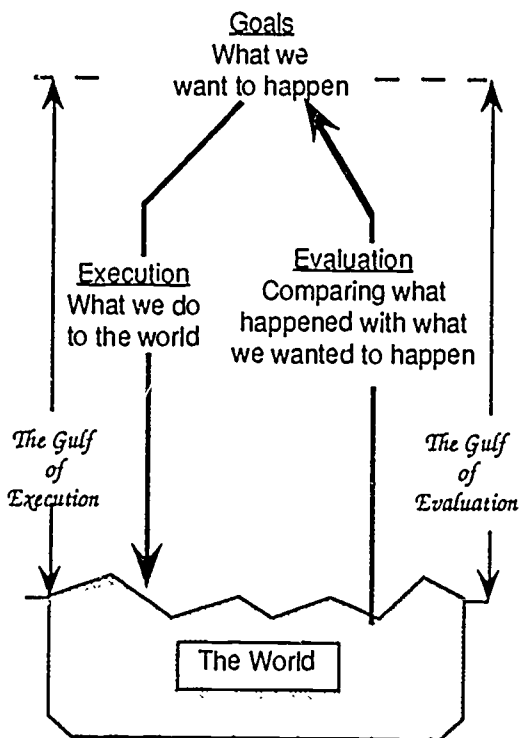 Goals
What we
want to happen
Execution
What we do
to the world
Evaluation
Comparing what
happened with what
we wanted to happen
The Gulf
of
Execution
The Gulf
of
Evaluation
The World